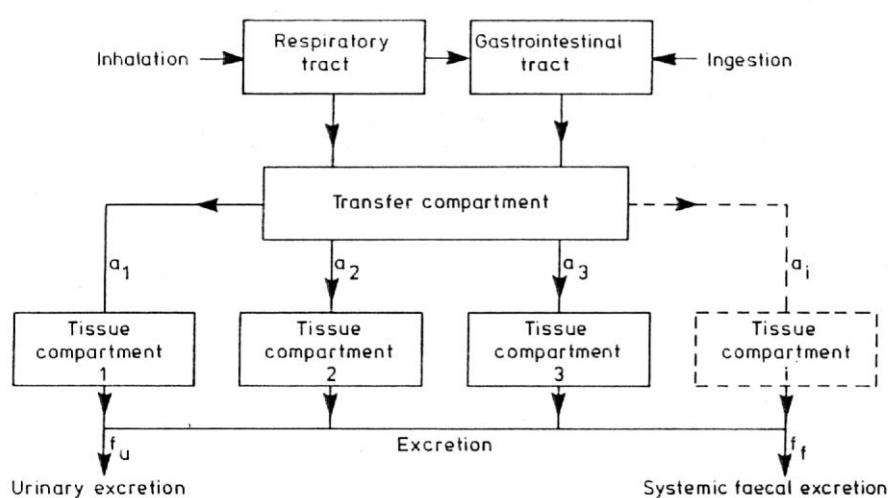 Inhalation
Respiratory
tract
Gastrointestinal
tract
Ingestion
Transfer compartment
a1
a2
a3
ai
Tissue
compartment
1
Tissue
compartment
2
Tissue
compartment
3
Tissue
compartment
i
fu
Excretion
ff
Urinary excretion
Systemic faecal excretion